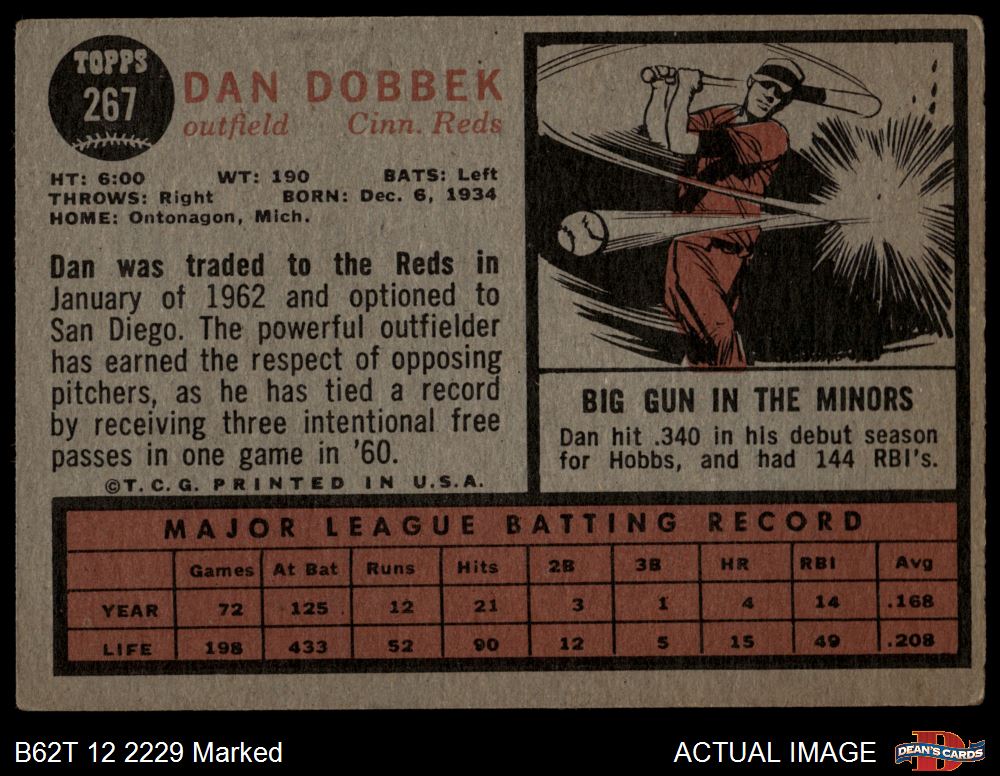 TOPPS
267
DAN DOBBEK
outfield Cinn. Reds
HT: 6:00 WT: 190 BATS: Left
THROWS: Right BORN: Dec. 6, 1934
HOME: Ontonagon, Mich.
Dan was traded to the Reds in
January of 1962 and optioned to
San Diego. The powerful outfielder
has earned the respect of opposing
pitchers, as he has tied a record
by receiving three intentional free
passes in one game in '60.
©T.C.G. PRINTED IN U.S.A.
BIG GUN IN THE MINORS
Dan hit .340 in his debut season
for Hobbs, and had 144 RBI's.
MAJOR LEAGUE BATTING RECORD
Games At Bat Runs Hits 2B 3B HR RBI Avg
YEAR 72 125 12 21 3 1 4 14 .168
LIFE 198 433 52 90 12 5 15 49 .208
B62T 12 2229 Marked
ACTUAL IMAGE
DEAN'S CARDS